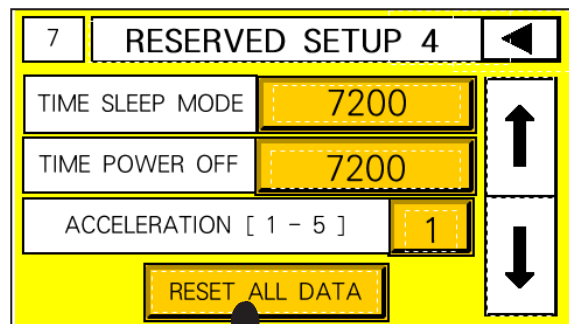 7 RESERVED SETUP 4
TIME SLEEP MODE 7200
TIME POWER OFF 7200
ACCELERATION [ 1 - 5 ] 1
RESET ALL DATA